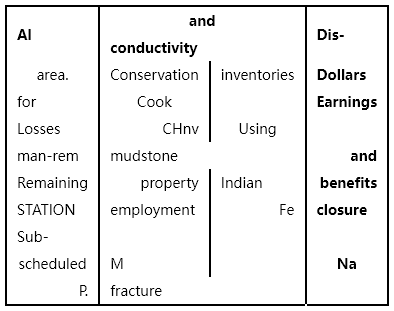 Al and conductivity Dis-
area. Conservation inventories Dollars
for Cook Earnings
Losses CHnv Using
man-rem mudstone and
Remaining property Indian benefits
STATION employment Fe closure
Sub-
scheduled M Na
P. fracture